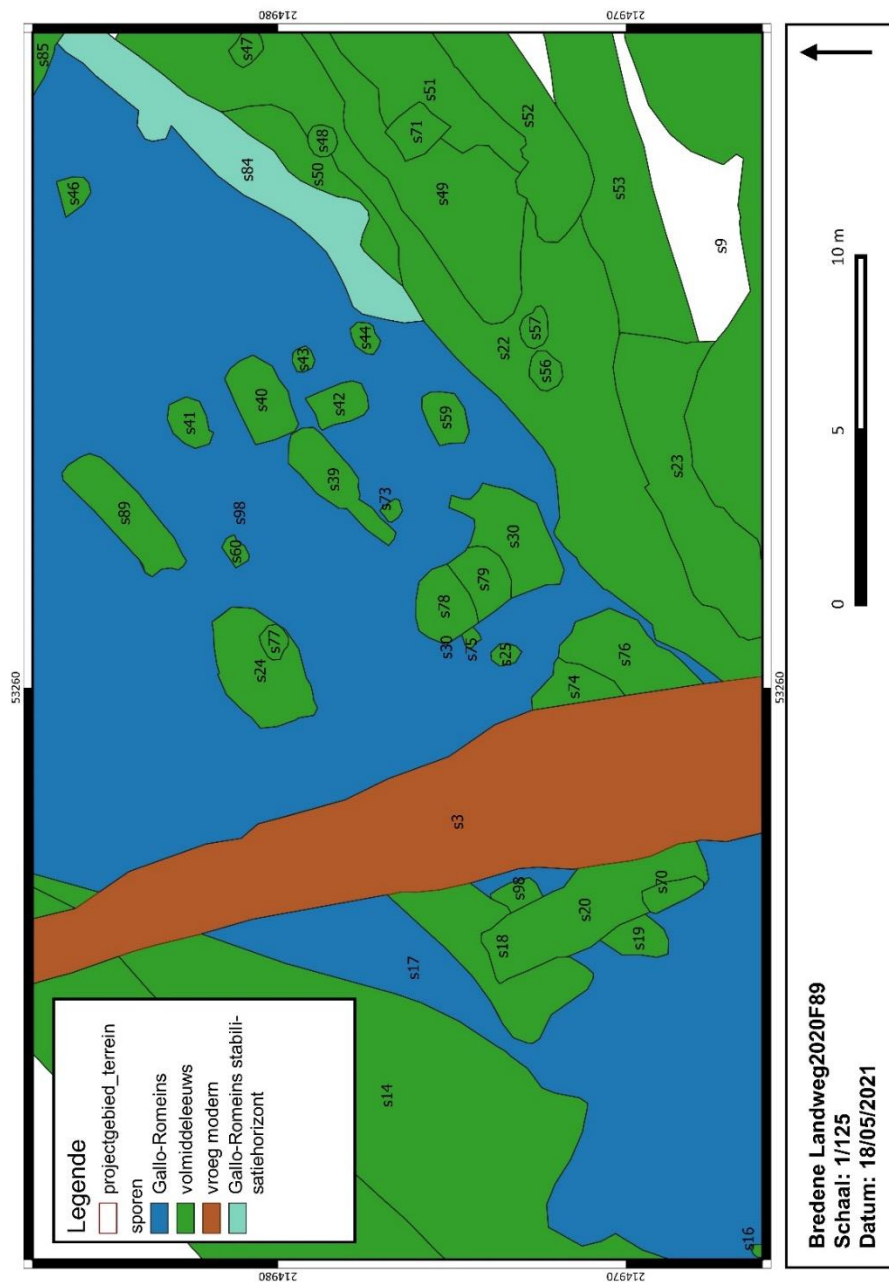 Legende
projectgebied_terrein
sporen
Gallo-Romeins
volmiddeleeuws
vroeg modern
Gallo-Romeins stabili-
satiehorizont
53260
53260
214980
214970
214980
214970
s14
s16
s17
s18
s98
s20
s19
s70
s3
s24
s77
s60
s98
s89
s41
s40
s43
s44
s42
s39
s73
s59
s30
s78
s79
s30
s75
s25
s74
s76
s46
s85
s84
s47
s48
s50
s51
s71
s49
s52
s53
s9
s22
s57
s56
s23
0
5
10 m
Bredene Landweg2020F89
Schaal: 1/125
Datum: 18/05/2021